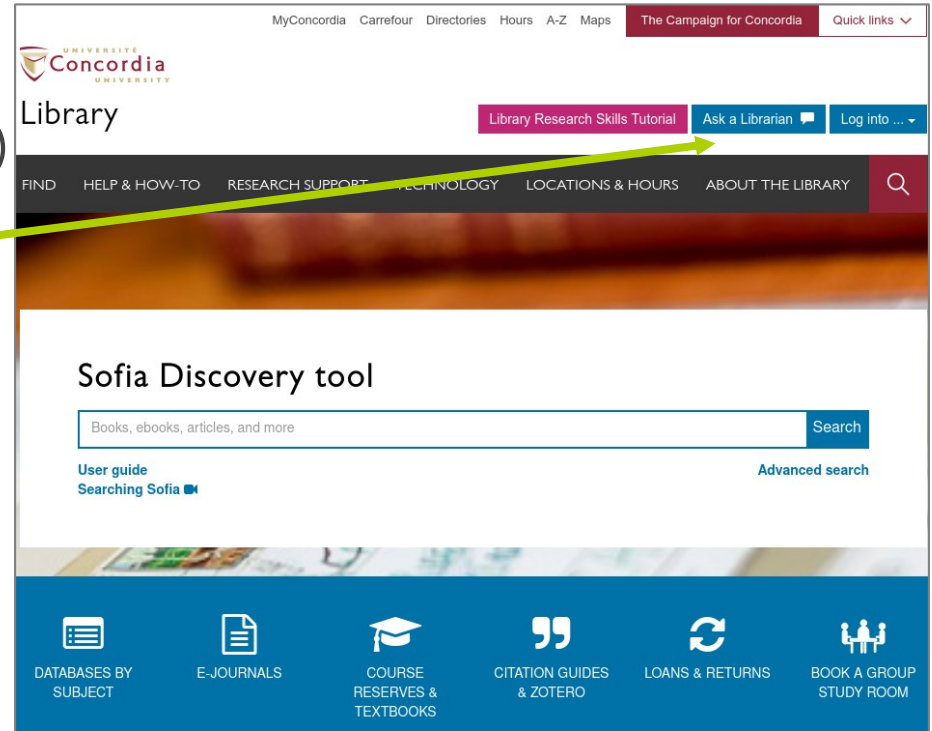 MyConcordia Carrefour Directories Hours A-Z Maps The Campaign for Concordia Quick links
UNIVERSITÉ
Concordia
UNIVERSITY
Library
Library Research Skills Tutorial Ask a Librarian Log into ...
)
FIND HELP & HOW-TO RESEARCH SUPPORT TECHNOLOGY LOCATIONS & HOURS ABOUT THE LIBRARY
Sofia Discovery tool
Books, ebooks, articles, and more Search
User guide Advanced search
Searching Sofia
DATABASES BY SUBJECT
E-JOURNALS
COURSE RESERVES & TEXTBOOKS
CITATION GUIDES & ZOTERO
LOANS & RETURNS
BOOK A GROUP STUDY ROOM